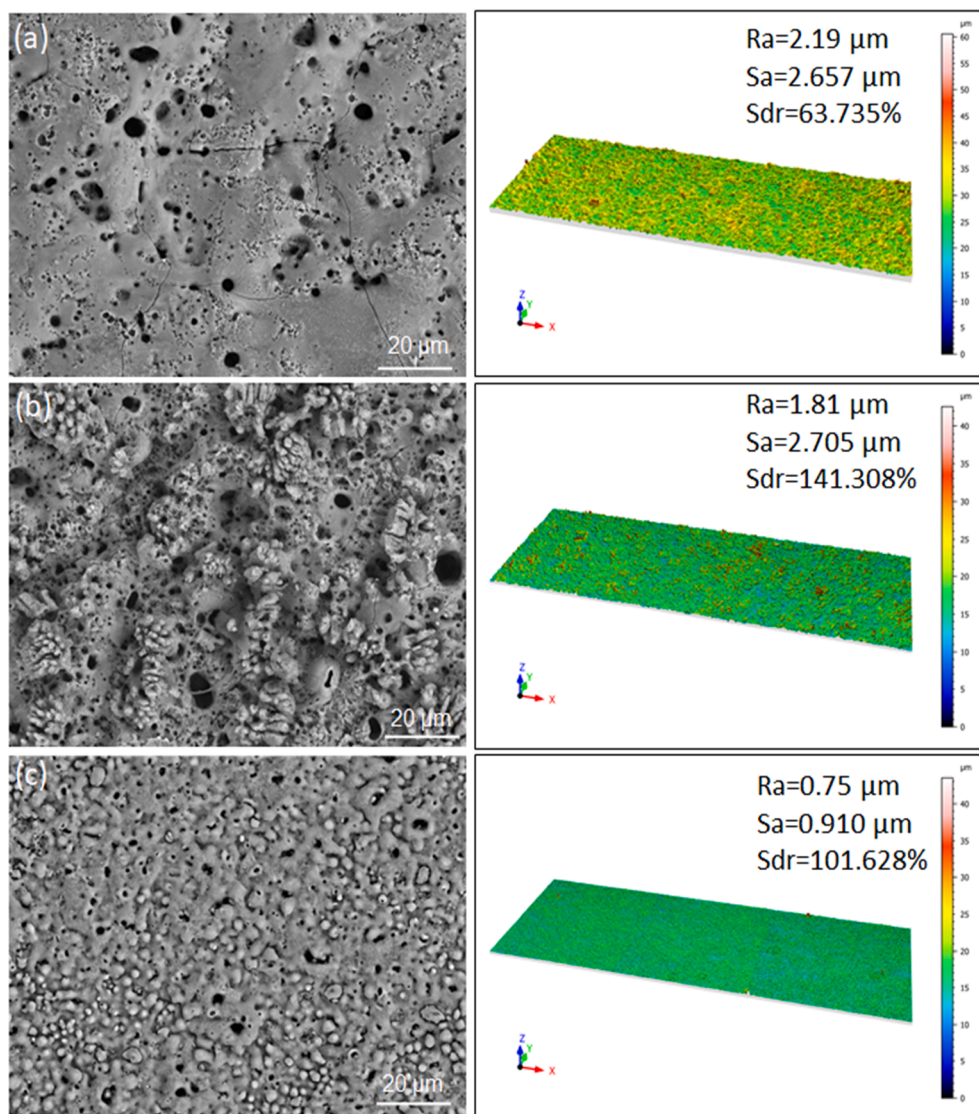 (a)
20 µm
Ra=2.19 µm
Sa=2.657 µm
Sdr=63.735%
µm
60
55
50
45
40
35
30
25
20
15
10
5
0
Z
Y
X
(b)
20 µm
Ra=1.81 µm
Sa=2.705 µm
Sdr=141.308%
µm
40
35
30
25
20
15
10
5
0
Z
Y
X
(c)
20 µm
Ra=0.75 µm
Sa=0.910 µm
Sdr=101.628%
µm
40
35
30
25
20
15
10
5
0
Z
Y
X